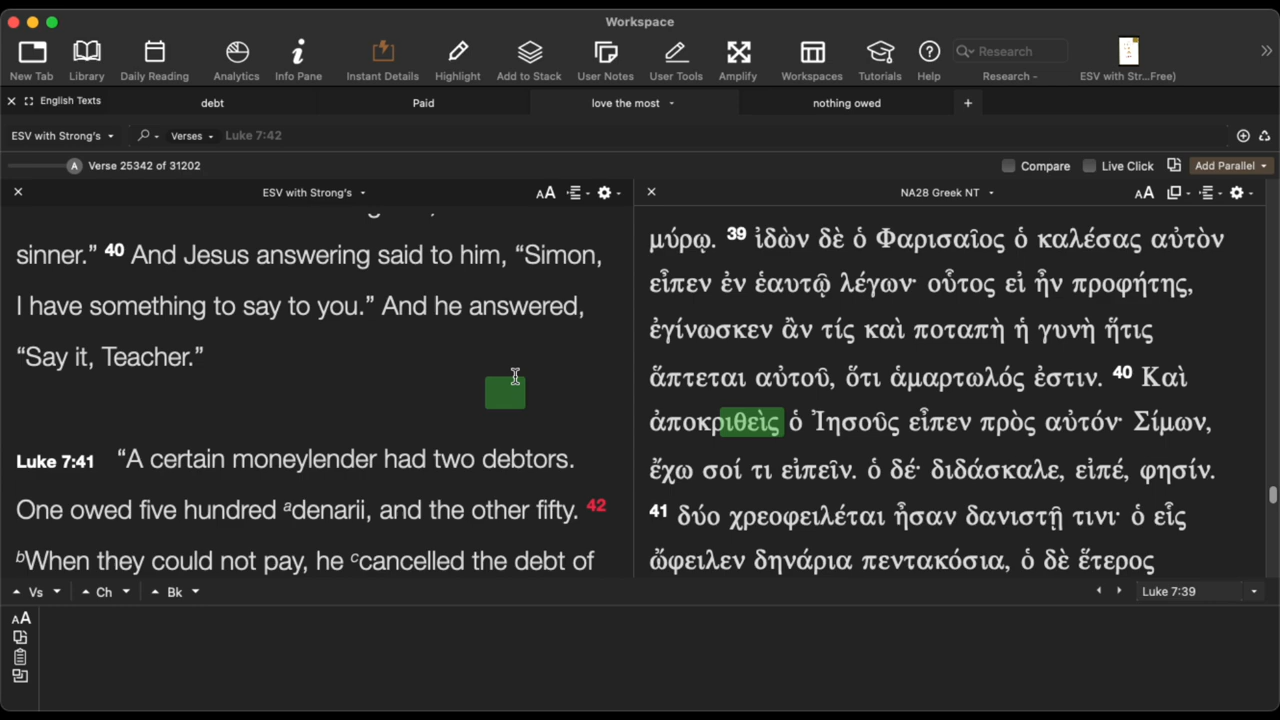 Workspace
New Tab
Library
Daily Reading
Analytics
Info Pane
Instant Details
Highlight
Add to Stack
User Notes
User Tools
Amplify
Workspaces
Tutorials
Help
Research
Research
ESV with Str...Free)
English Texts
debt
Paid
love the most
nothing owed
ESV with Strong's
Verses
Luke 7:42
A Verse 25342 of 31202
Compare
Live Click
Add Parallel
ESV with Strong's
AA
sinner.” 40 And Jesus answering said to him, “Simon,
I have something to say to you.” And he answered,
“Say it, Teacher.”
Luke 7:41 “A certain moneylender had two debtors.
One owed five hundred ᵃdenarii, and the other fifty. 42
ᵇWhen they could not pay, he ᶜcancelled the debt of
NA28 Greek NT
AA
μύρῳ. 39 ἰδὼν δὲ ὁ Φαρισαῖος ὁ καλέσας αὐτὸν
εἶπεν ἐν ἑαυτῷ λέγων· οὗτος εἰ ἦν προφήτης,
ἐγίνωσκεν ἂν τίς καὶ ποταπὴ ἡ γυνὴ ἥτις
ἅπτεται αὐτοῦ, ὅτι ἁμαρτωλός ἐστιν. 40 Καὶ
ἀποκριθεὶς ὁ Ἰησοῦς εἶπεν πρὸς αὐτόν· Σίμων,
ἔχω σοί τι εἰπεῖν. ὁ δέ· διδάσκαλε, εἰπέ, φησίν.
41 δύο χρεοφειλέται ἦσαν δανιστῇ τινι· ὁ εἷς
ὤφειλεν δηνάρια πεντακόσια, ὁ δὲ ἕτερος
Vs
Ch
Bk
Luke 7:39
AA